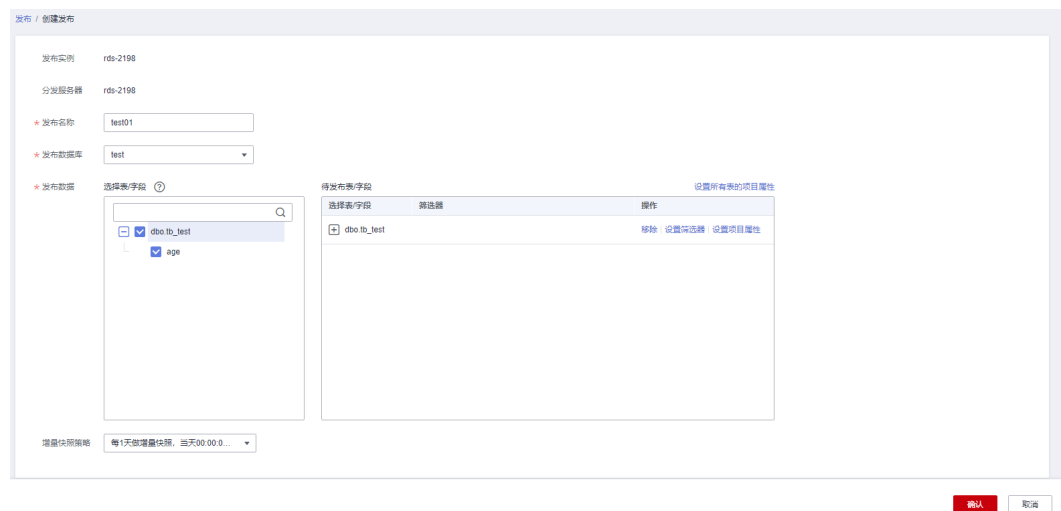 发布 / 创建发布
发布实例 rds-2198
分发服务器 rds-2198
* 发布名称 test01
* 发布数据库 test
* 发布数据 选择表/字段 ? 待发布表/字段 设置所有表的项目属性
选择表/字段 筛选器 操作
dbo.tb_test
dbo.tb_test 移除 设置筛选器 设置项目属性
age
增量快照策略 每1天做增量快照，当天00:00:0...
确认 取消